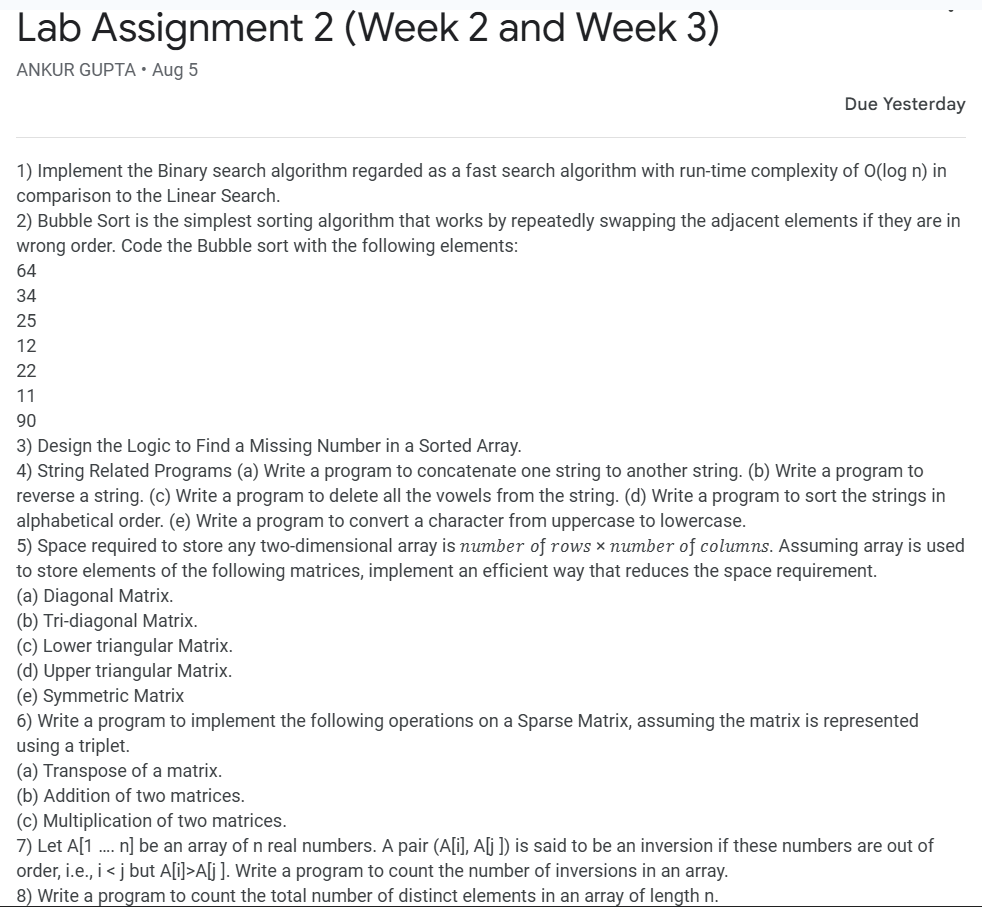 Lab Assignment 2 (Week 2 and Week 3)
ANKUR GUPTA • Aug 5
Due Yesterday
1) Implement the Binary search algorithm regarded as a fast search algorithm with run-time complexity of O(log n) in
comparison to the Linear Search.
2) Bubble Sort is the simplest sorting algorithm that works by repeatedly swapping the adjacent elements if they are in
wrong order. Code the Bubble sort with the following elements:
64
34
25
12
22
11
90
3) Design the Logic to Find a Missing Number in a Sorted Array.
4) String Related Programs (a) Write a program to concatenate one string to another string. (b) Write a program to
reverse a string. (c) Write a program to delete all the vowels from the string. (d) Write a program to sort the strings in
alphabetical order. (e) Write a program to convert a character from uppercase to lowercase.
5) Space required to store any two-dimensional array is 𝑛𝑢𝑚𝑏𝑒𝑟 𝑜𝑓 𝑟𝑜𝑤𝑠 × 𝑛𝑢𝑚𝑏𝑒𝑟 𝑜𝑓 𝑐𝑜𝑙𝑢𝑚𝑛𝑠. Assuming array is used
to store elements of the following matrices, implement an efficient way that reduces the space requirement.
(a) Diagonal Matrix.
(b) Tri-diagonal Matrix.
(c) Lower triangular Matrix.
(d) Upper triangular Matrix.
(e) Symmetric Matrix
6) Write a program to implement the following operations on a Sparse Matrix, assuming the matrix is represented
using a triplet.
(a) Transpose of a matrix.
(b) Addition of two matrices.
(c) Multiplication of two matrices.
7) Let A[1 .... n] be an array of n real numbers. A pair (A[i], A[j ]) is said to be an inversion if these numbers are out of
order, i.e., i < j but A[i]>A[j ]. Write a program to count the number of inversions in an array.
8) Write a program to count the total number of distinct elements in an array of length n.